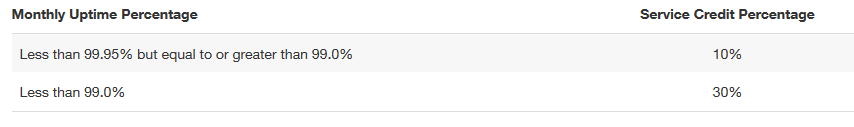 Monthly Uptime Percentage Service Credit Percentage
Less than 99.95% but equal to or greater than 99.0% 10%
Less than 99.0% 30%